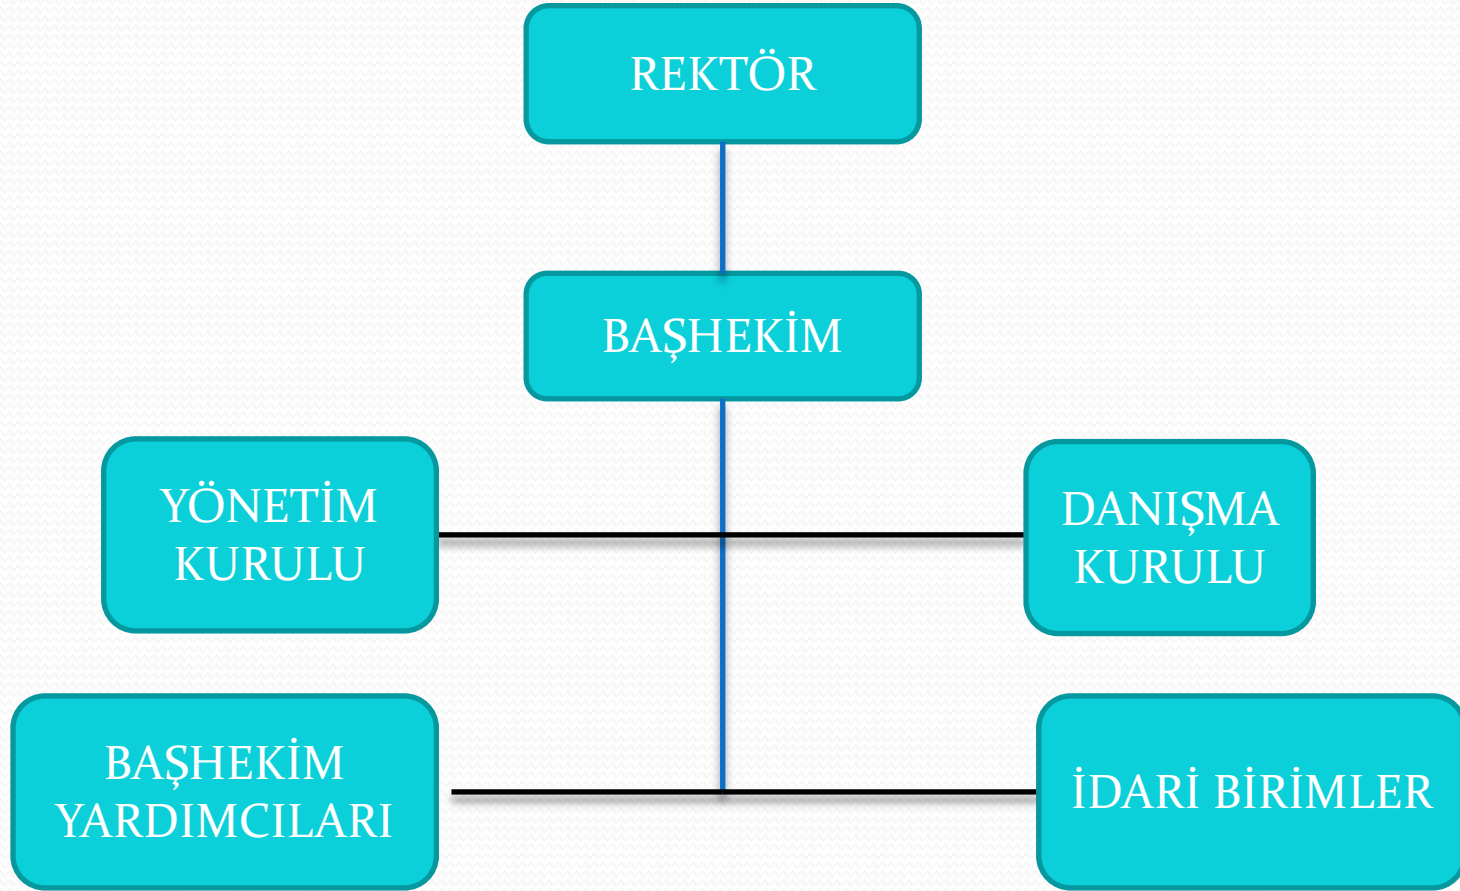 REKTÖR
BAŞHEKİM
YÖNETİM
KURULU
DANIŞMA
KURULU
BAŞHEKİM
YARDIMCILARI
İDARİ BİRİMLER